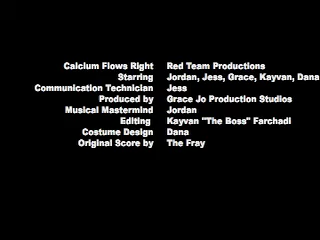 Calcium Flows Right Red Team Productions
Starring Jordan, Jess, Grace, Kayvan, Dana
Communication Technician Jess
Produced by Grace Jo Production Studios
Musical Mastermind Jordan
Editing Kayvan "The Boss" Farchadi
Costume Design Dana
Original Score by The Fray